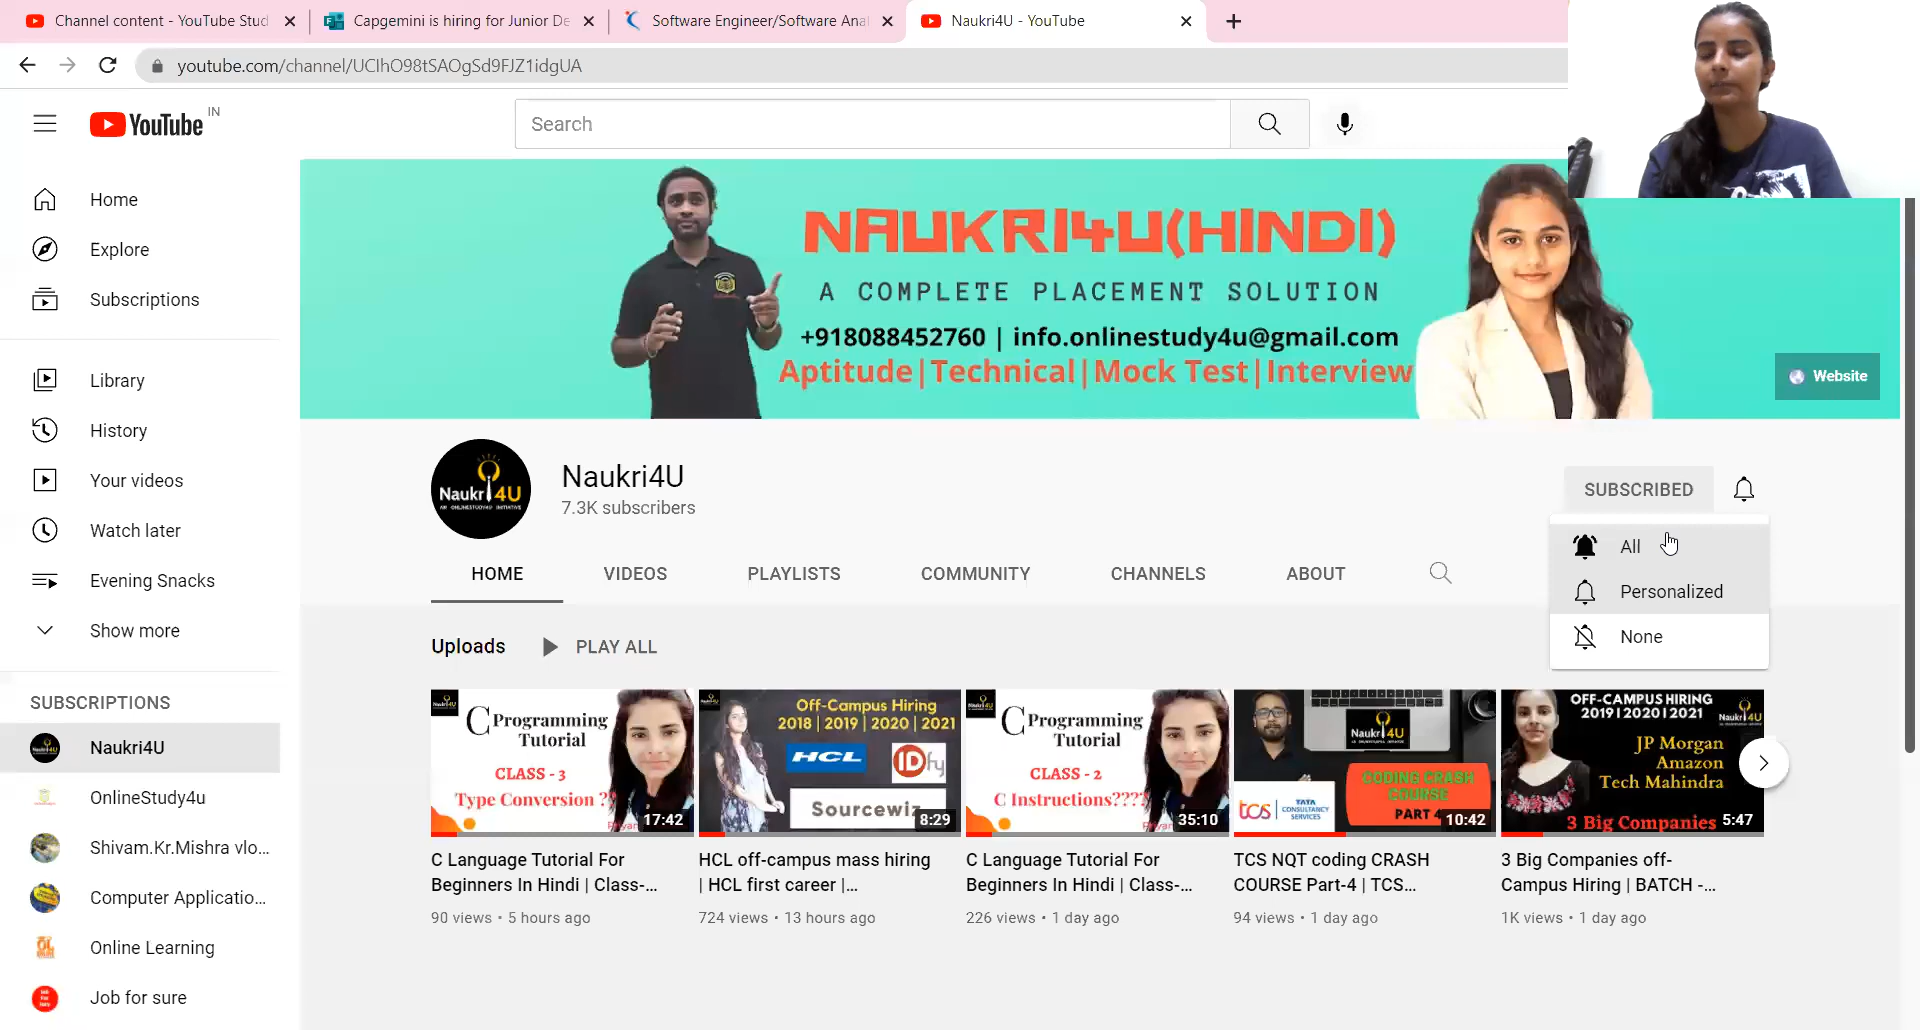 Channel content - YouTube Stud
Capgemini is hiring for Junior De
Software Engineer/Software Anal
Naukri4U - YouTube
youtube.com/channel/UClhO98tSAOgSd9FJZ1idgUA
YouTube IN
Search
Home
Explore
Subscriptions
Library
History
Your videos
Watch later
Evening Snacks
Show more
SUBSCRIPTIONS
Naukri4U
OnlineStudy4u
Shivam.Kr.Mishra vlo...
Computer Applicatio...
Online Learning
Job for sure
NAUKRI4U(HINDI)
A COMPLETE PLACEMENT SOLUTION
+918088452760 | info.onlinestudy4u@gmail.com
Aptitude|Technical|Mock Test|Interview
Website
Naukri4U
AN ONLINESTUDY4U INITIATIVE
Naukri4U
7.3K subscribers
SUBSCRIBED
All
Personalized
None
HOME
VIDEOS
PLAYLISTS
COMMUNITY
CHANNELS
ABOUT
Uploads
PLAY ALL
C Programming
Tutorial
CLASS - 3
Type Conversion ??
17:42
C Language Tutorial For
Beginners In Hindi | Class-...
90 views • 5 hours ago
Off-Campus Hiring
2018 | 2019 | 2020 | 2021
HCL
IDfy
Sourcewiz
8:29
HCL off-campus mass hiring
| HCL first career |...
724 views • 13 hours ago
C Programming
Tutorial
CLASS - 2
C Instructions????
35:10
C Language Tutorial For
Beginners In Hindi | Class-...
226 views • 1 day ago
Naukri4U
CODING CRASH
COURSE
PART 4
tcs TATA
CONSULTANCY
SERVICES
10:42
TCS NQT coding CRASH
COURSE Part-4 | TCS...
94 views • 1 day ago
OFF-CAMPUS HIRING
2019 | 2020 | 2021
Naukri4U
JP Morgan
Amazon
Tech Mahindra
3 Big Companies
5:47
3 Big Companies off-
Campus Hiring | BATCH -...
1K views • 1 day ago